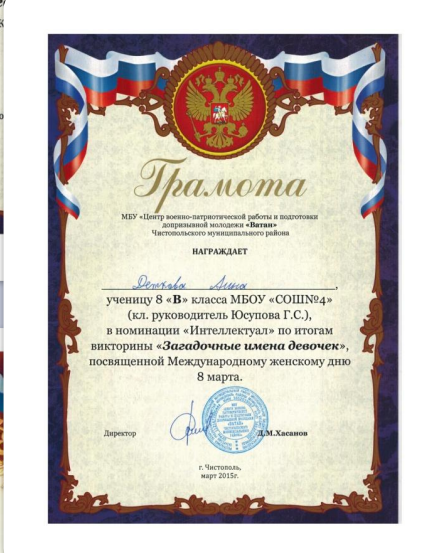 Грамота
МБУ «Центр военно-патриотической работы и подготовки
допризывной молодежи «Ватан»
Чистопольского муниципального района
НАГРАЖДАЕТ
Анна
ученицу 8 «В» класса МБОУ «СОШ№4»
(кл. руководитель Юсупова Г.С.),
в номинации «Интеллектуал» по итогам
викторины «Загадочные имена девочек»,
посвященной Международному женскому дню
8 марта.
Директор
Д.М.Хасанов
г. Чистополь,
март 2015г.